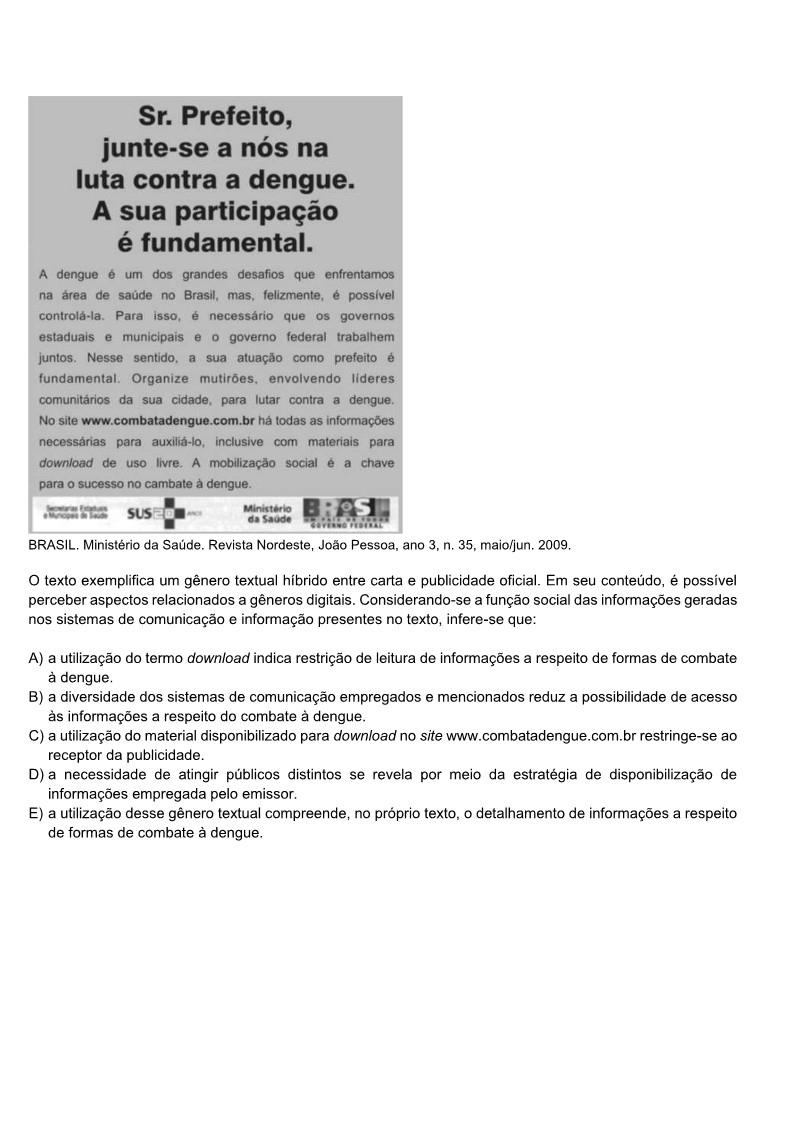 Sr. Prefeito,
junte-se a nós na
luta contra a dengue.
A sua participação
é fundamental.
A dengue é um dos grandes desafios que enfrentamos
na área de saúde no Brasil, mas, felizmente, é possível
controlá-la. Para isso, é necessário que os governos
estaduais e municipais e o governo federal trabalhem
juntos. Nesse sentido, a sua atuação como prefeito é
fundamental. Organize mutirões, envolvendo líderes
comunitários da sua cidade, para lutar contra a dengue.
No site www.combatadengue.com.br há todas as informações
necessárias para auxiliá-lo, inclusive com materiais para
download de uso livre. A mobilização social é a chave
para o sucesso no cambate à dengue.
Secretarias Estaduais
e Municipais de Saúde
SUS 20 ANOS
Ministério
da Saúde
BRASIL
UM PAÍS DE TODOS
GOVERNO FEDERAL
BRASIL. Ministério da Saúde. Revista Nordeste, João Pessoa, ano 3, n. 35, maio/jun. 2009.
O texto exemplifica um gênero textual híbrido entre carta e publicidade oficial. Em seu conteúdo, é possível
perceber aspectos relacionados a gêneros digitais. Considerando-se a função social das informações geradas
nos sistemas de comunicação e informação presentes no texto, infere-se que:
A) a utilização do termo download indica restrição de leitura de informações a respeito de formas de combate
à dengue.
B) a diversidade dos sistemas de comunicação empregados e mencionados reduz a possibilidade de acesso
às informações a respeito do combate à dengue.
C) a utilização do material disponibilizado para download no site www.combatadengue.com.br restringe-se ao
receptor da publicidade.
D) a necessidade de atingir públicos distintos se revela por meio da estratégia de disponibilização de
informações empregada pelo emissor.
E) a utilização desse gênero textual compreende, no próprio texto, o detalhamento de informações a respeito
de formas de combate à dengue.